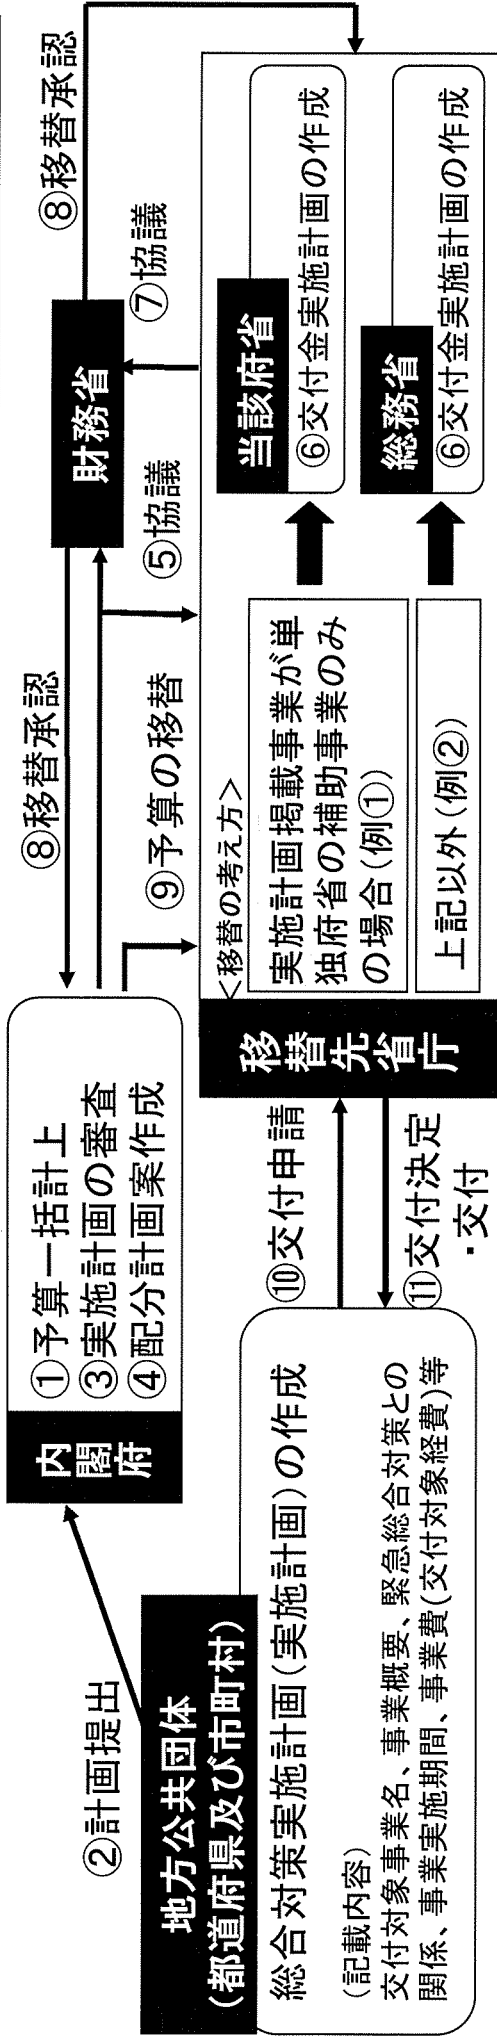 ②計画提出
地方公共団体
(都道府県及び市町村)
総合対策実施計画(実施計画)の作成
(記載内容)
交付対象事業名、事業概要、緊急総合対策との
関係、事業実施期間、事業費(交付対象経費)等
内
閣
府
①予算一括計上
③実施計画の審査
④配分計画案作成
⑧移替承認
⑤協議
⑨予算の移替
財務省
⑦協議
⑧移替承認
⑩交付申請
⑪交付決定
・交付
移
替
先
省
庁
<移替の考え方>
実施計画掲載事業が単
独府省の補助事業のみ
の場合(例①)
上記以外(例②)
当該府省
⑥交付金実施計画の作成
総務省
⑥交付金実施計画の作成